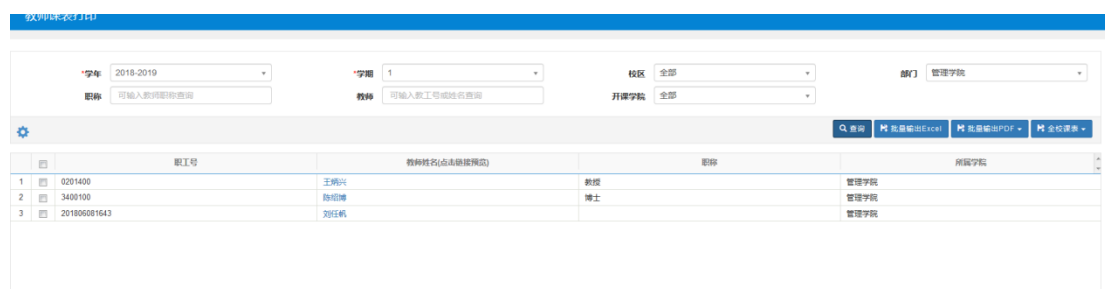 教师课表打印
*学年 2018-2019 *学期 1 校区 全部 部门 管理学院
职称 可输入教师职称查询 教师 可输入教工号或姓名查询 开课学院 全部
查询 批量输出Excel 批量输出PDF 全校课表
职工号 教师姓名(点击链接预览) 职称 所属学院
1 0201400 王炳兴 教授 管理学院
2 3400100 陈绍博 博士 管理学院
3 201806081643 刘任帆 管理学院